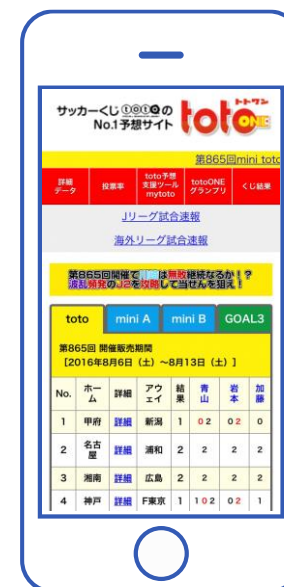 サッカーくじtotoの
No.1予想サイト
トトワン
totoONE
第865回mini toto
詳細
データ
投票率
toto予想
支援ツール
mytoto
totoONE
グランプリ
くじ結果
Jリーグ試合速報
海外リーグ試合速報
第865回開催で川崎は無敗継続なるか！？
波乱頻発のJ2を攻略して当せんを狙え！
toto mini A mini B GOAL3
第865回 開催販売期間
[2016年8月6日（土）～8月13日（土）]
No. ホーム 詳細 アウェイ 結果 青山 岩本 加藤
1 甲府 詳細 新潟 1 0 2 0 2 0
2 名古屋 詳細 浦和 2 2 2 2
3 湘南 詳細 広島 2 2 2 2
4 神戸 詳細 F東京 1 1 0 2 0 2 1